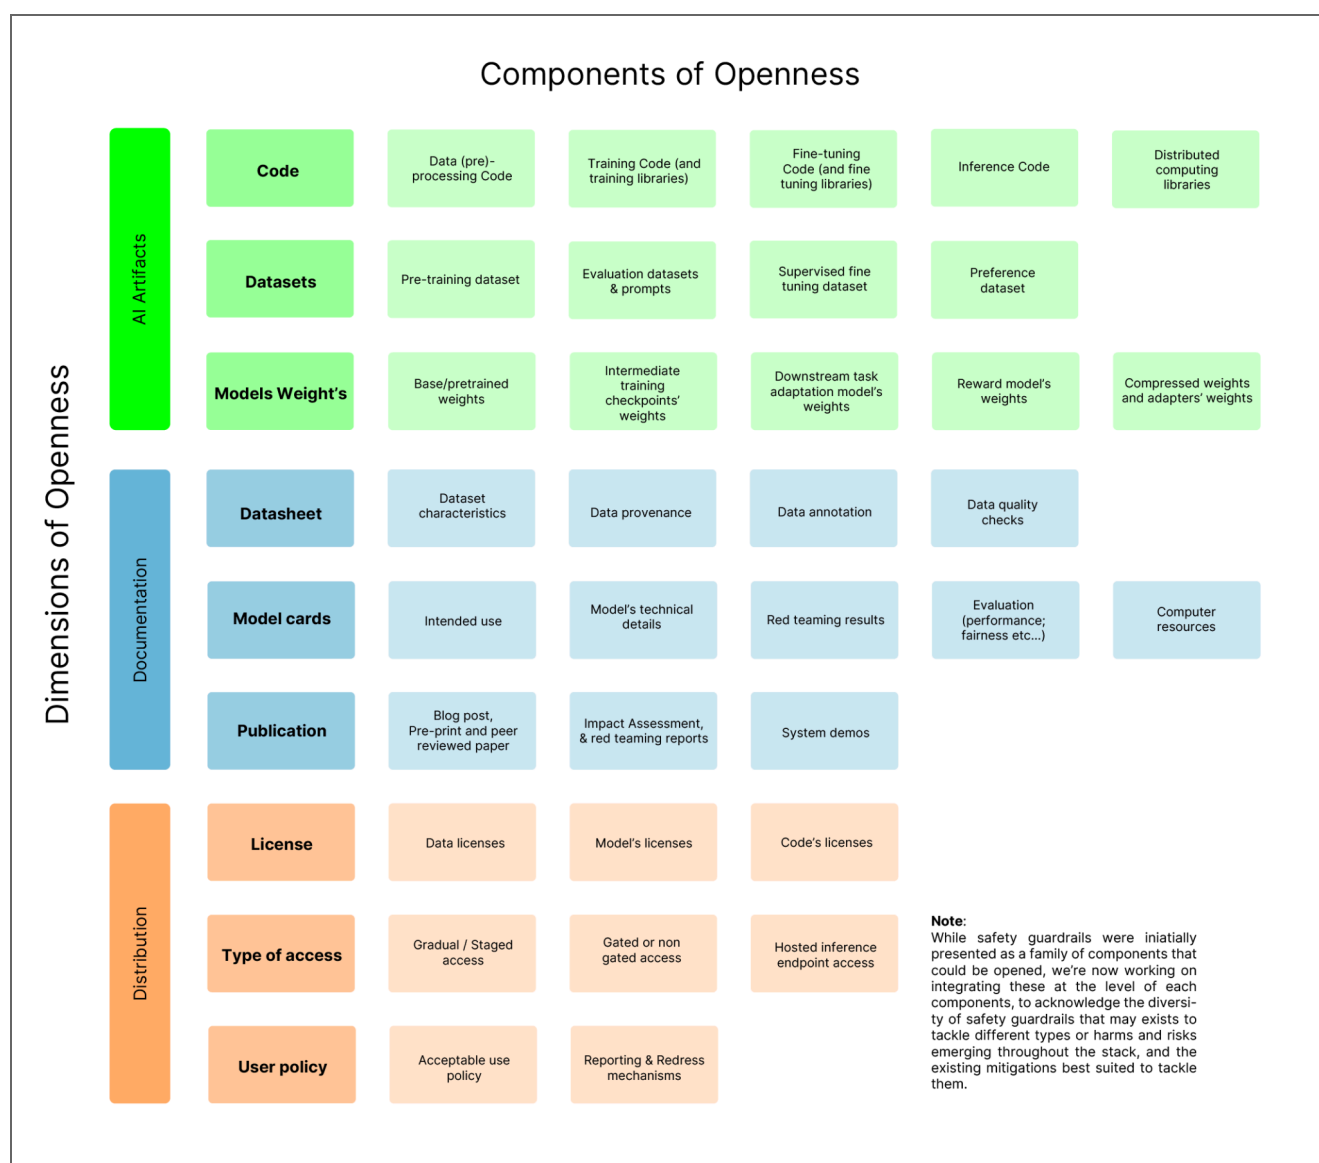 Components of Openness
Dimensions of Openness
AI Artifacts
Code
Data (pre)-
processing Code
Training Code (and
training libraries)
Fine-tuning
Code (and fine
tuning libraries)
Inference Code
Distributed
computing
libraries
Datasets
Pre-training dataset
Evaluation datasets
& prompts
Supervised fine
tuning dataset
Preference
dataset
Models Weight's
Base/pretrained
weights
Intermediate
training
checkpoints'
weights
Downstream task
adaptation model's
weights
Reward model's
weights
Compressed weights
and adapters' weights
Documentation
Datasheet
Dataset
characteristics
Data provenance
Data annotation
Data quality
checks
Model cards
Intended use
Model's technical
details
Red teaming results
Evaluation
(performance;
fairness etc...)
Computer
resources
Publication
Blog post,
Pre-print and peer
reviewed paper
Impact Assessment,
& red teaming reports
System demos
Distribution
License
Data licenses
Model's licenses
Code's licenses
Type of access
Gradual / Staged
access
Gated or non
gated access
Hosted inference
endpoint access
User policy
Acceptable use
policy
Reporting & Redress
mechanisms
Note:
While safety guardrails were iniatially
presented as a family of components that
could be opened, we're now working on
integrating these at the level of each
components, to acknowledge the diversi-
ty of safety guardrails that may exists to
tackle different types or harms and risks
emerging throughout the stack, and the
existing mitigations best suited to tackle
them.